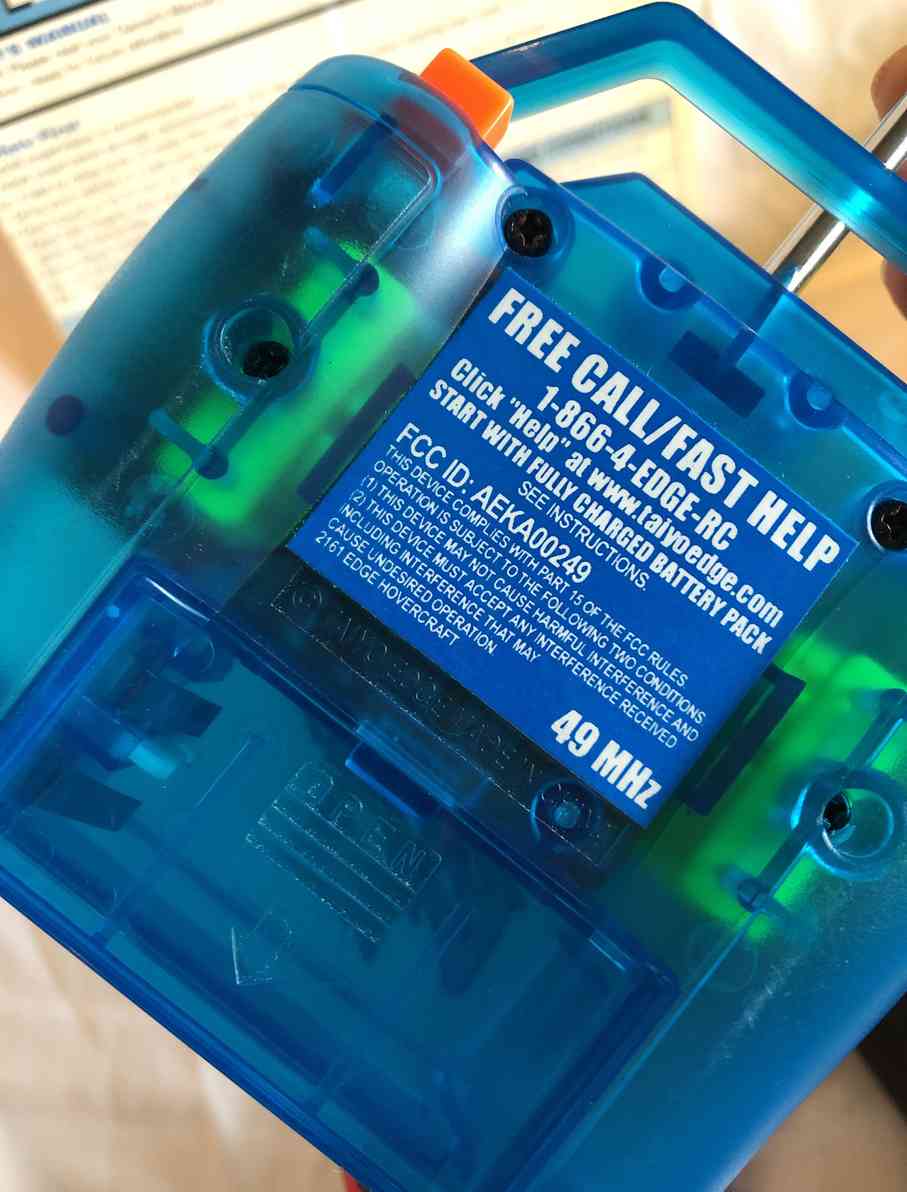 FREE CALL/FAST HELP
1-866-4-EDGE-RC
Click "Help" at www.taiyoedge.com
START WITH FULLY CHARGED BATTERY PACK
SEE INSTRUCTIONS.
FCC ID: AEKA00249
THIS DEVICE COMPLIES WITH PART 15 OF THE FCC RULES.
OPERATION IS SUBJECT TO THE FOLLOWING TWO CONDITIONS
(1) THIS DEVICE MAY NOT CAUSE HARMFUL INTERFERENCE AND
(2) THIS DEVICE MUST ACCEPT ANY INTERFERENCE RECEIVED
INCLUDING INTERFERENCE THAT MAY
CAUSE UNDESIRED OPERATION.
2161 EDGE HOVERCRAFT
49 MHz
OPEN